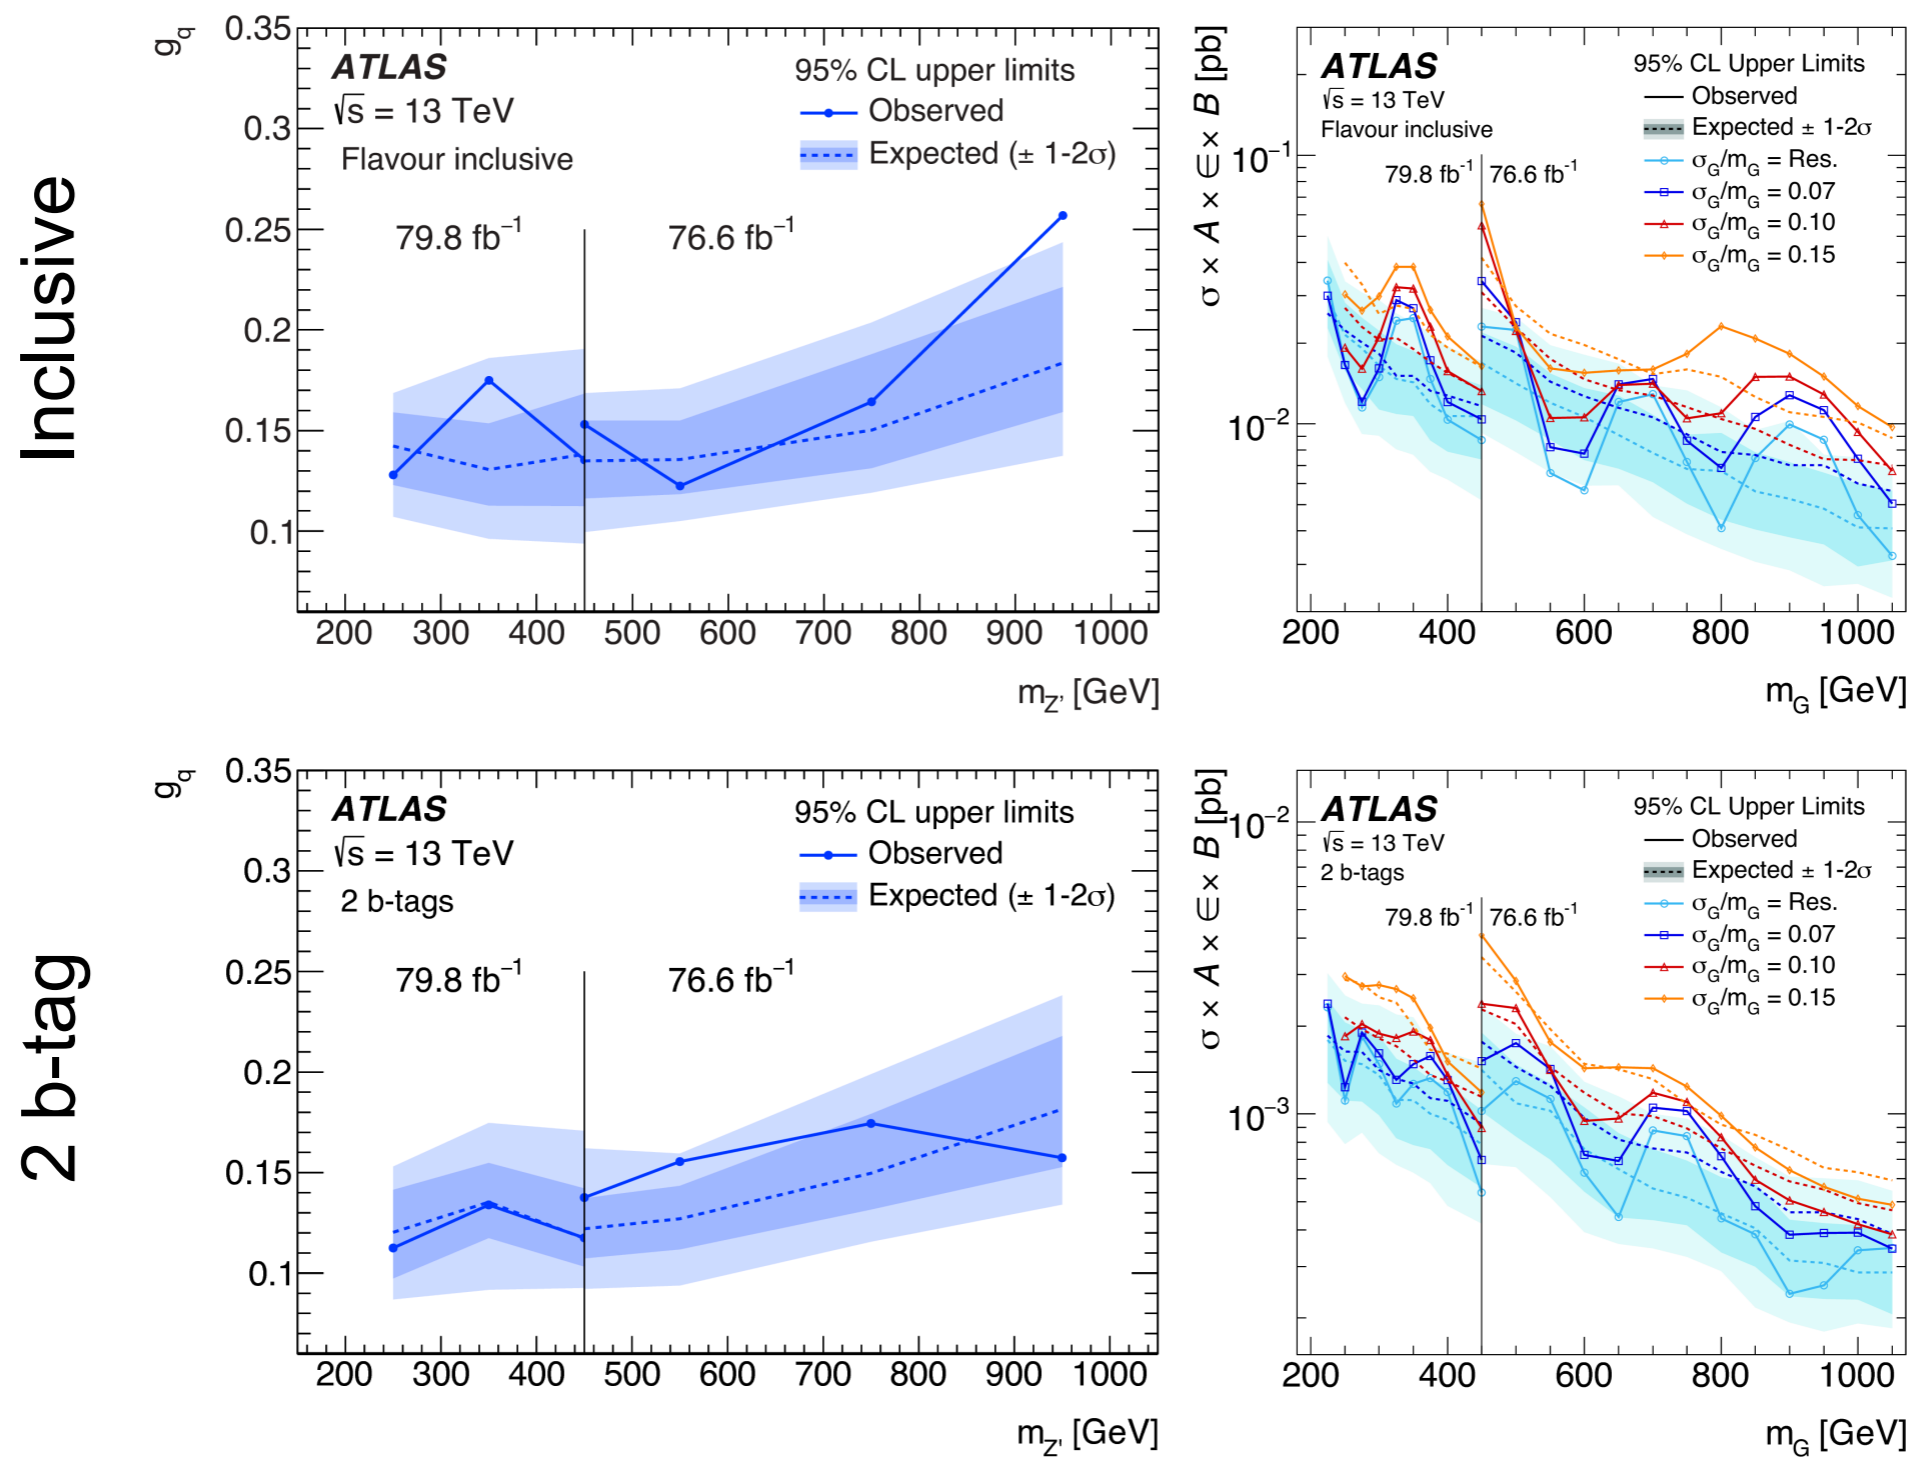 Inclusive
g_q
0.35
0.3
0.25
0.2
0.15
0.1
ATLAS
√s = 13 TeV
Flavour inclusive
95% CL upper limits
Observed
Expected (± 1-2σ)
79.8 fb⁻¹
76.6 fb⁻¹
200 300 400 500 600 700 800 900 1000
m_Z' [GeV]
σ × A × ∈ × B [pb]
10⁻¹
10⁻²
ATLAS
√s = 13 TeV
Flavour inclusive
95% CL Upper Limits
Observed
Expected ± 1-2σ
σ_G/m_G = Res.
σ_G/m_G = 0.07
σ_G/m_G = 0.10
σ_G/m_G = 0.15
79.8 fb⁻¹
76.6 fb⁻¹
200 400 600 800 1000
m_G [GeV]
2 b-tag
g_q
0.35
0.3
0.25
0.2
0.15
0.1
ATLAS
√s = 13 TeV
2 b-tags
95% CL upper limits
Observed
Expected (± 1-2σ)
79.8 fb⁻¹
76.6 fb⁻¹
200 300 400 500 600 700 800 900 1000
m_Z' [GeV]
σ × A × ∈ × B [pb]
10⁻²
10⁻³
ATLAS
√s = 13 TeV
2 b-tags
95% CL Upper Limits
Observed
Expected ± 1-2σ
σ_G/m_G = Res.
σ_G/m_G = 0.07
σ_G/m_G = 0.10
σ_G/m_G = 0.15
79.8 fb⁻¹
76.6 fb⁻¹
200 400 600 800 1000
m_G [GeV]